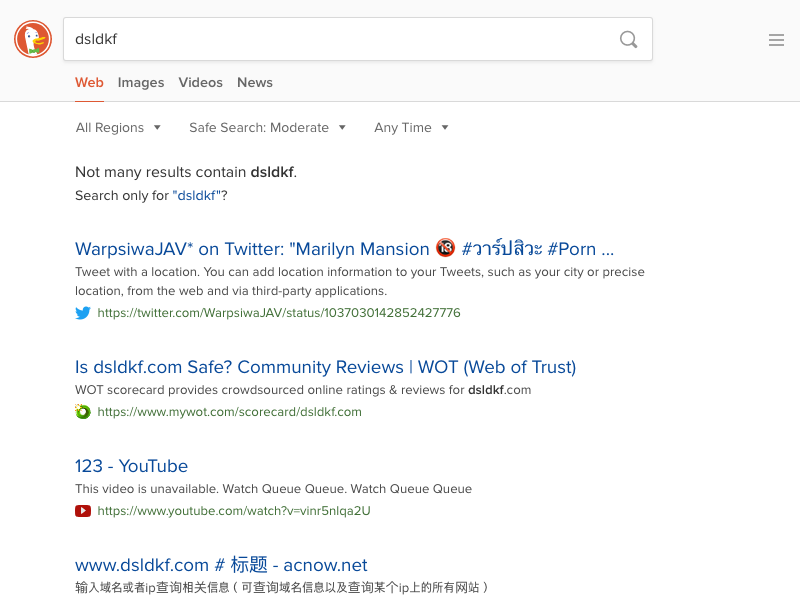 dsldkf
Web Images Videos News
All Regions Safe Search: Moderate Any Time
Not many results contain dsldkf.
Search only for "dsldkf"?
WarpsiwaJAV* on Twitter: "Marilyn Mansion 🔞 #วาร์ปสิวะ #Porn ...
Tweet with a location. You can add location information to your Tweets, such as your city or precise
location, from the web and via third-party applications.
https://twitter.com/WarpsiwaJAV/status/1037030142852427776
Is dsldkf.com Safe? Community Reviews | WOT (Web of Trust)
WOT scorecard provides crowdsourced online ratings & reviews for dsldkf.com
https://www.mywot.com/scorecard/dsldkf.com
123 - YouTube
This video is unavailable. Watch Queue Queue. Watch Queue Queue
https://www.youtube.com/watch?v=vinr5nlqa2U
www.dsldkf.com # 标题 - acnow.net
输入域名或者ip查询相关信息 ( 可查询域名信息以及查询某个ip上的所有网站 )